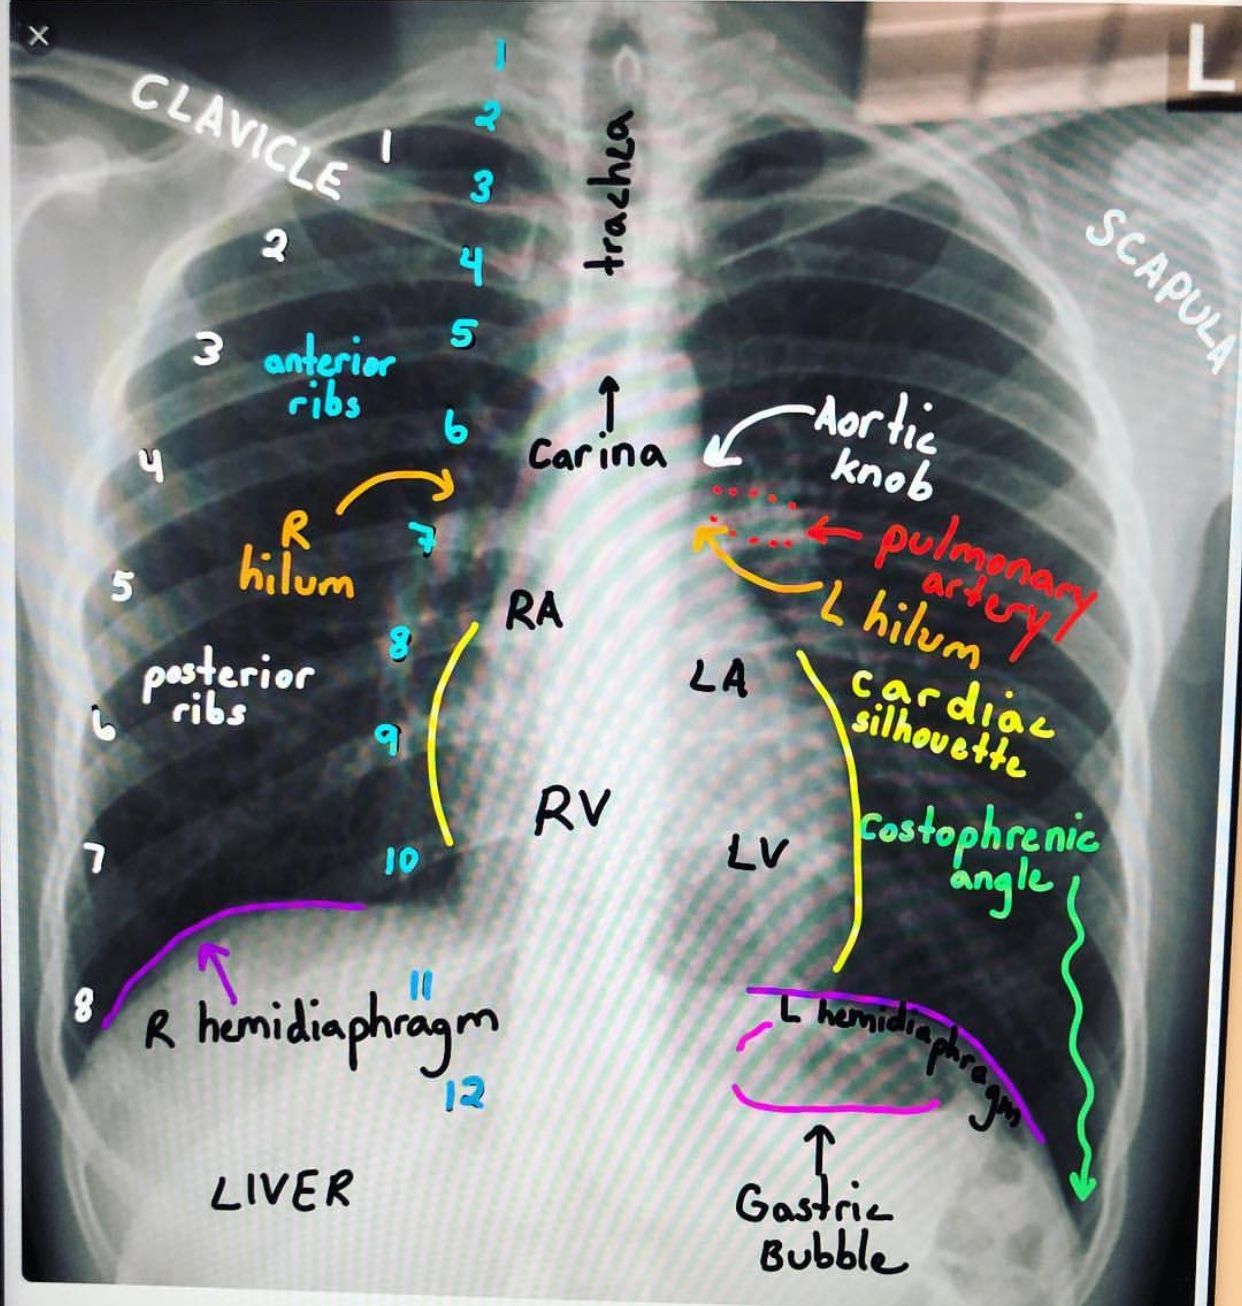 ×
L
CLAVICLE
SCAPULA
trachea
1
2
3
4
5
6
7
8
9
10
11
12
1
2
3
4
5
6
7
8
anterior
ribs
posterior
ribs
Carina
Aortic
knob
pulmonary
artery
R
hilum
L hilum
RA
LA
RV
LV
cardiac
silhouette
costophrenic
angle
R hemidiaphragm
L hemidiaphragm
LIVER
Gastric
Bubble